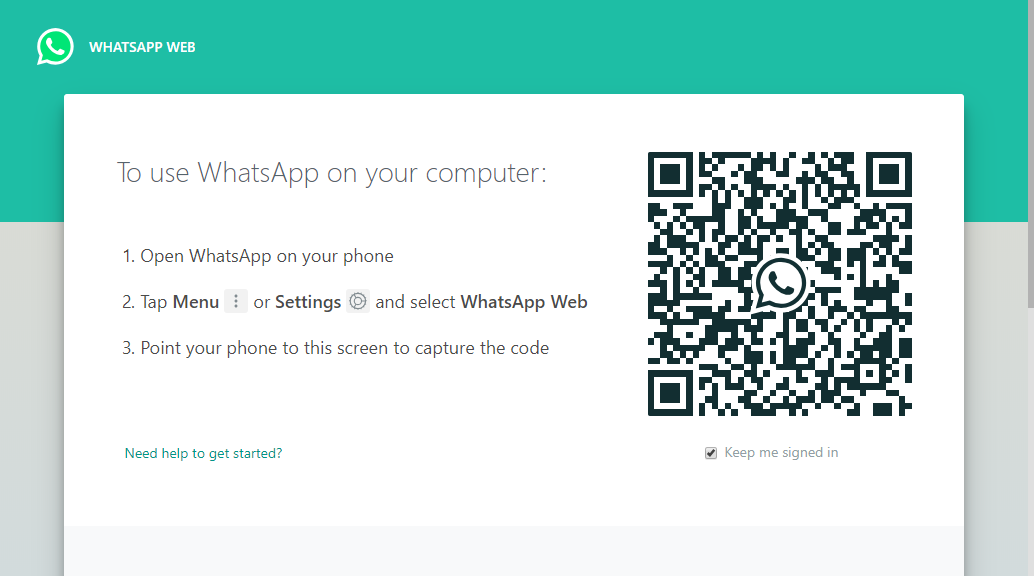 WHATSAPP WEB
To use WhatsApp on your computer:
1. Open WhatsApp on your phone
2. Tap Menu or Settings and select WhatsApp Web
3. Point your phone to this screen to capture the code
Need help to get started?
Keep me signed in